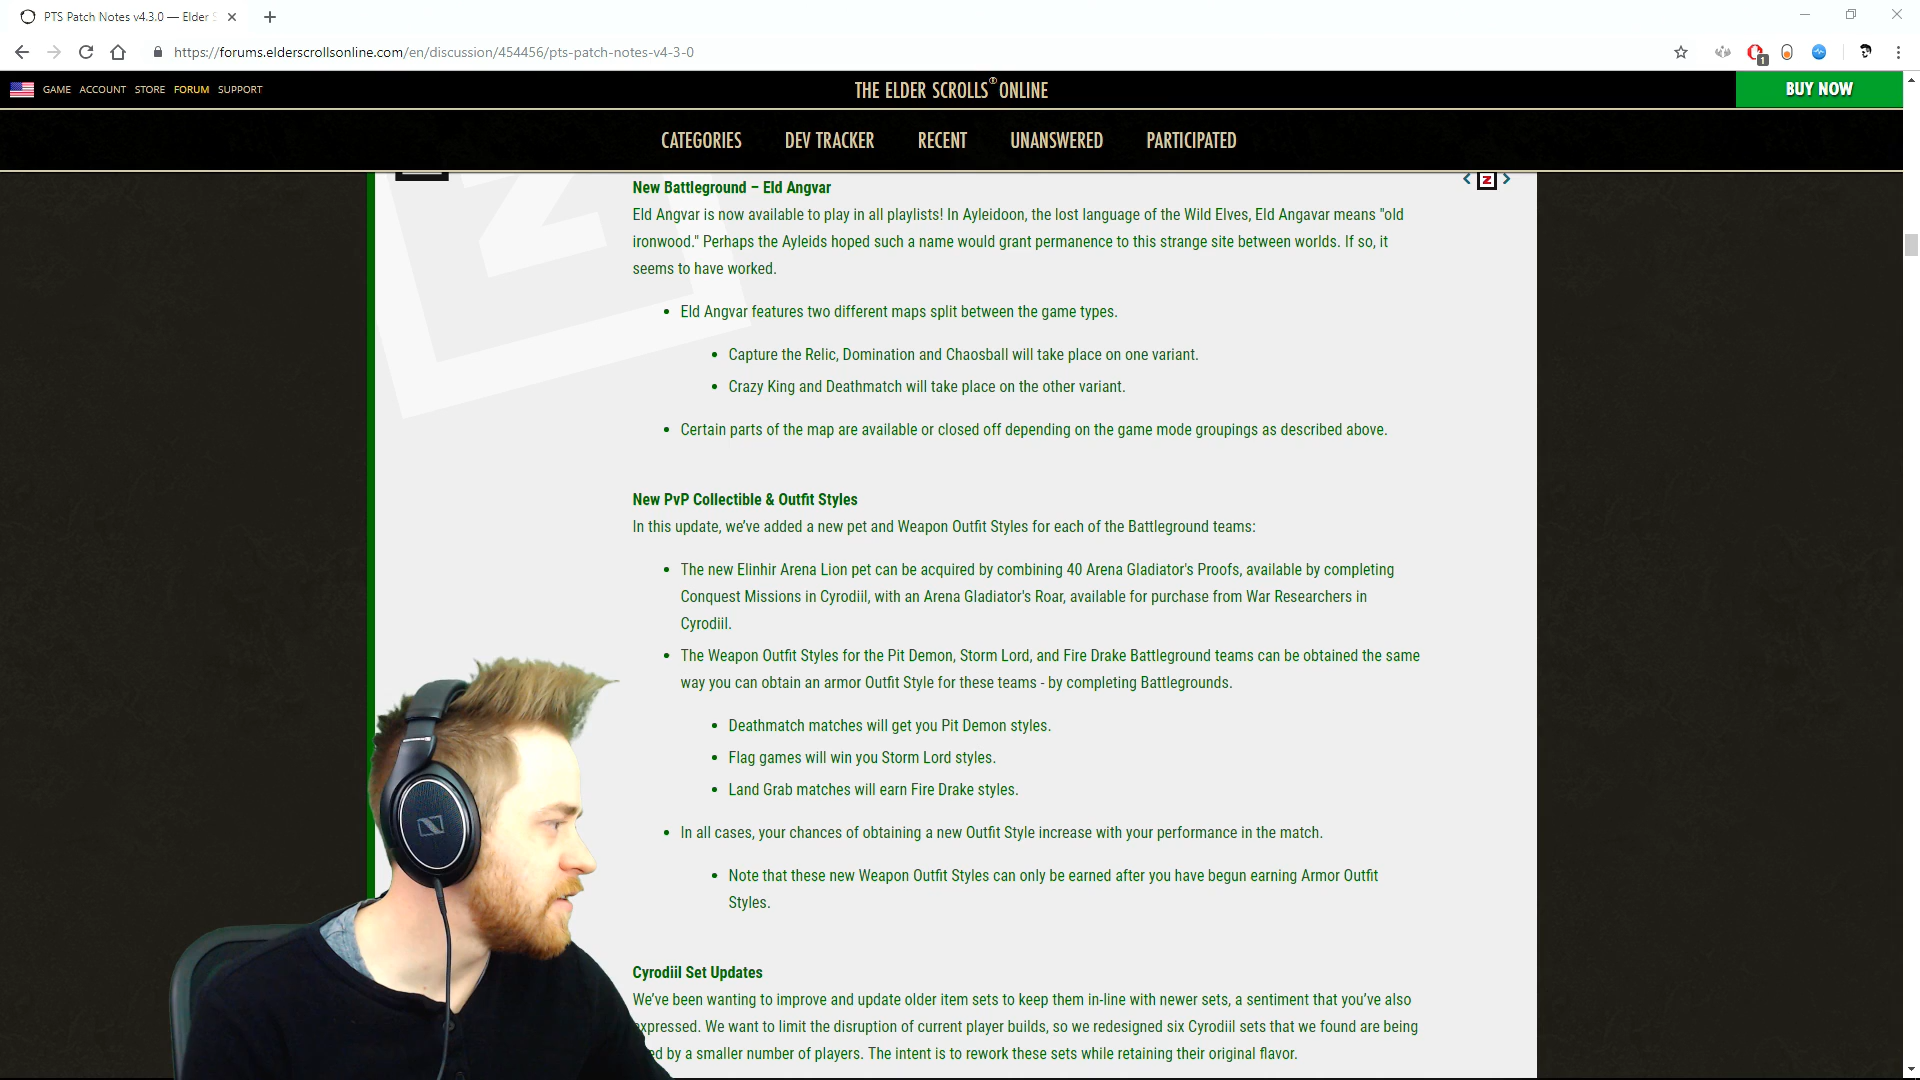 PTS Patch Notes v4.3.0 — Elder S
https://forums.elderscrollsonline.com/en/discussion/454456/pts-patch-notes-v4-3-0
1
GAME ACCOUNT STORE FORUM SUPPORT
THE ELDER SCROLLS ONLINE
BUY NOW
CATEGORIES DEV TRACKER RECENT UNANSWERED PARTICIPATED
New Battleground – Eld Angvar
Eld Angvar is now available to play in all playlists! In Ayleidoon, the lost language of the Wild Elves, Eld Angavar means "old
ironwood." Perhaps the Ayleids hoped such a name would grant permanence to this strange site between worlds. If so, it
seems to have worked.
• Eld Angvar features two different maps split between the game types.
• Capture the Relic, Domination and Chaosball will take place on one variant.
• Crazy King and Deathmatch will take place on the other variant.
• Certain parts of the map are available or closed off depending on the game mode groupings as described above.
New PvP Collectible & Outfit Styles
In this update, we've added a new pet and Weapon Outfit Styles for each of the Battleground teams:
• The new Elinhir Arena Lion pet can be acquired by combining 40 Arena Gladiator's Proofs, available by completing
Conquest Missions in Cyrodiil, with an Arena Gladiator's Roar, available for purchase from War Researchers in
Cyrodiil.
• The Weapon Outfit Styles for the Pit Demon, Storm Lord, and Fire Drake Battleground teams can be obtained the same
way you can obtain an armor Outfit Style for these teams - by completing Battlegrounds.
• Deathmatch matches will get you Pit Demon styles.
• Flag games will win you Storm Lord styles.
• Land Grab matches will earn Fire Drake styles.
• In all cases, your chances of obtaining a new Outfit Style increase with your performance in the match.
• Note that these new Weapon Outfit Styles can only be earned after you have begun earning Armor Outfit
Styles.
Cyrodiil Set Updates
We've been wanting to improve and update older item sets to keep them in-line with newer sets, a sentiment that you've also
xpressed. We want to limit the disruption of current player builds, so we redesigned six Cyrodiil sets that we found are being
ed by a smaller number of players. The intent is to rework these sets while retaining their original flavor.